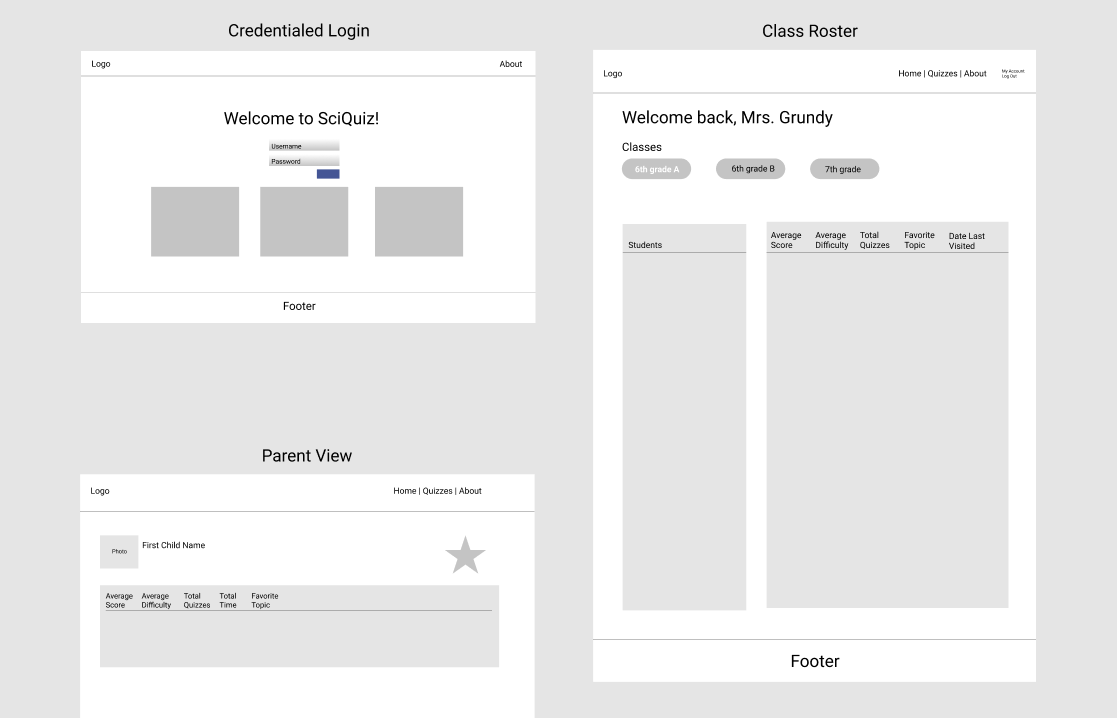 Credentialed Login
Logo
About
Welcome to SciQuiz!
Username
Password
Footer
Class Roster
Logo
Home | Quizzes | About
My Account
Log Out
Welcome back, Mrs. Grundy
Classes
6th grade A
6th grade B
7th grade
Students
Average
Score
Average
Difficulty
Total
Quizzes
Favorite
Topic
Date Last
Visited
Footer
Parent View
Logo
Home | Quizzes | About
Photo
First Child Name
Average
Score
Average
Difficulty
Total
Quizzes
Total
Time
Favorite
Topic